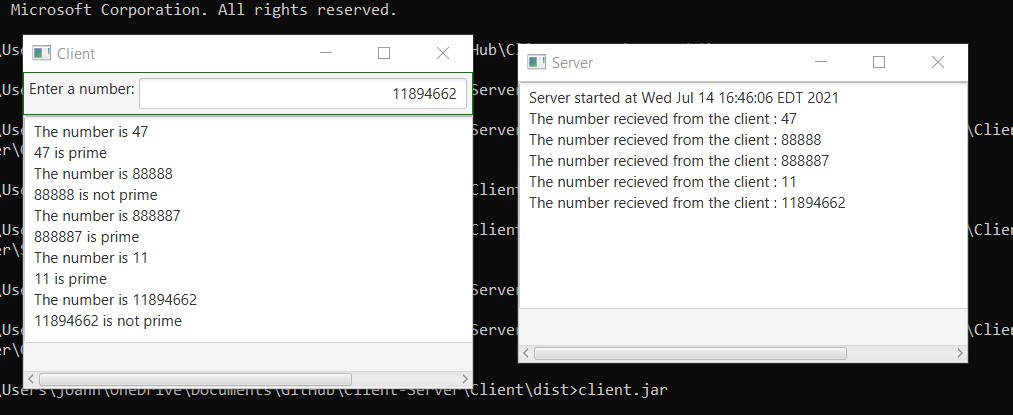 Microsoft Corporation. All rights reserved.
Client
Enter a number: 11894662
The number is 47
47 is prime
The number is 88888
88888 is not prime
The number is 888887
888887 is prime
The number is 11
11 is prime
The number is 11894662
11894662 is not prime
Server
Server started at Wed Jul 14 16:46:06 EDT 2021
The number recieved from the client : 47
The number recieved from the client : 88888
The number recieved from the client : 888887
The number recieved from the client : 11
The number recieved from the client : 11894662
\Users\joann\OneDrive\Documents\GitHub\Client-Server\Client\dist>client.jar